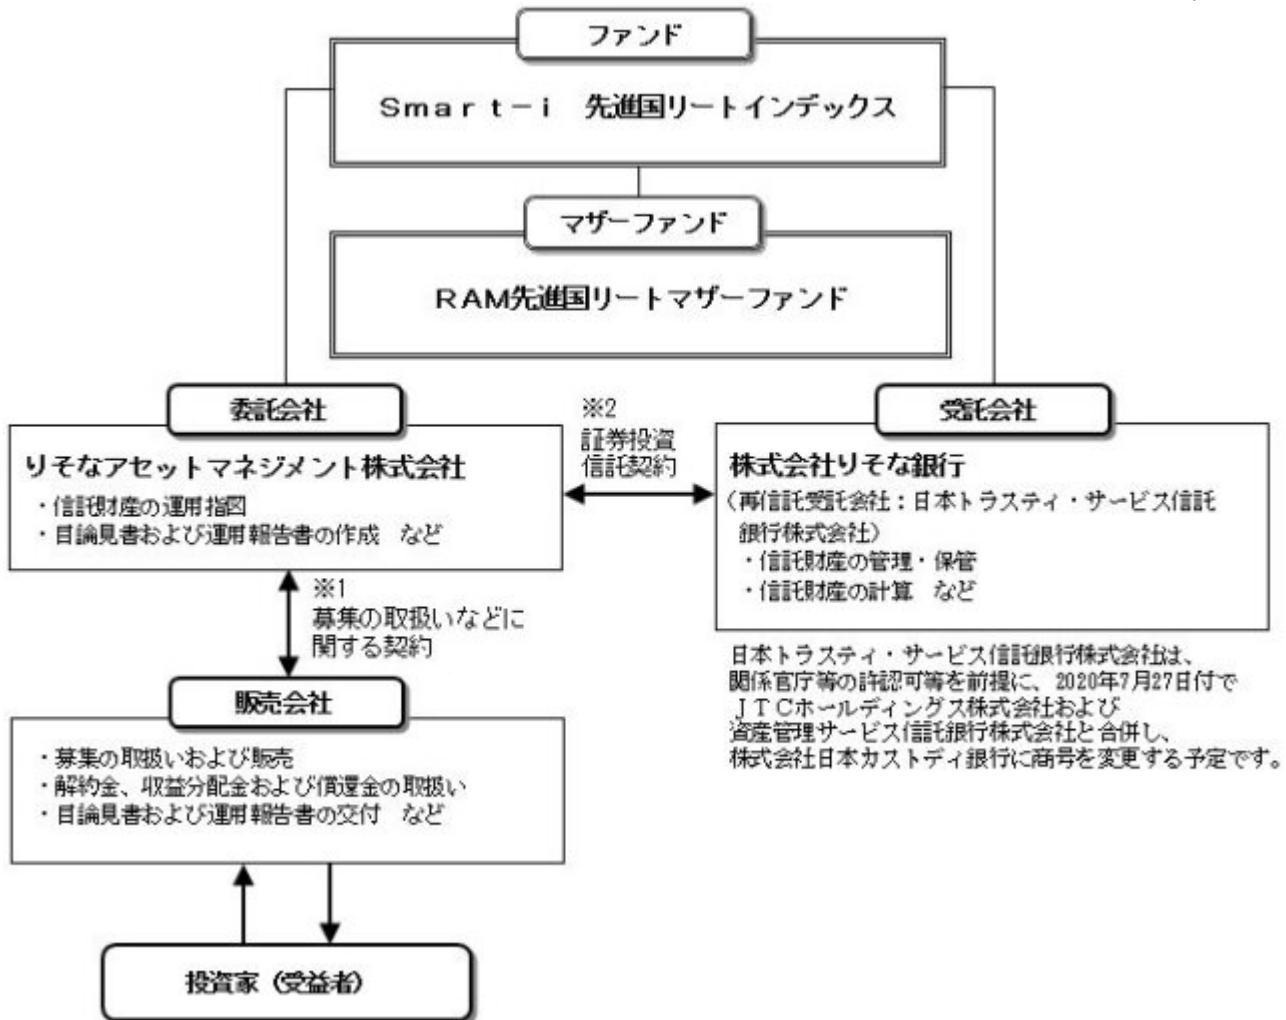 ファンド
Smart-i 先進国リートインデックス
マザーファンド
RAM先進国リートマザーファンド
委託会社
りそなアセットマネジメント株式会社
・信託財産の運用指図
・目論見書および運用報告書の作成 など
※2
証券投資
信託契約
受託会社
株式会社りそな銀行
(再信託受託会社:日本トラスティ・サービス信託
銀行株式会社)
・信託財産の管理・保管
・信託財産の計算 など
※1
募集の取扱いなどに
関する契約
日本トラスティ・サービス信託銀行株式会社は、
関係官庁等の許認可等を前提に、2020年7月27日付で
JTCホールディングス株式会社および
資産管理サービス信託銀行株式会社と合併し、
株式会社日本カストディ銀行に商号を変更する予定です。
販売会社
・募集の取扱いおよび販売
・解約金、収益分配金および償還金の取扱い
・目論見書および運用報告書の交付 など
投資家(受益者)